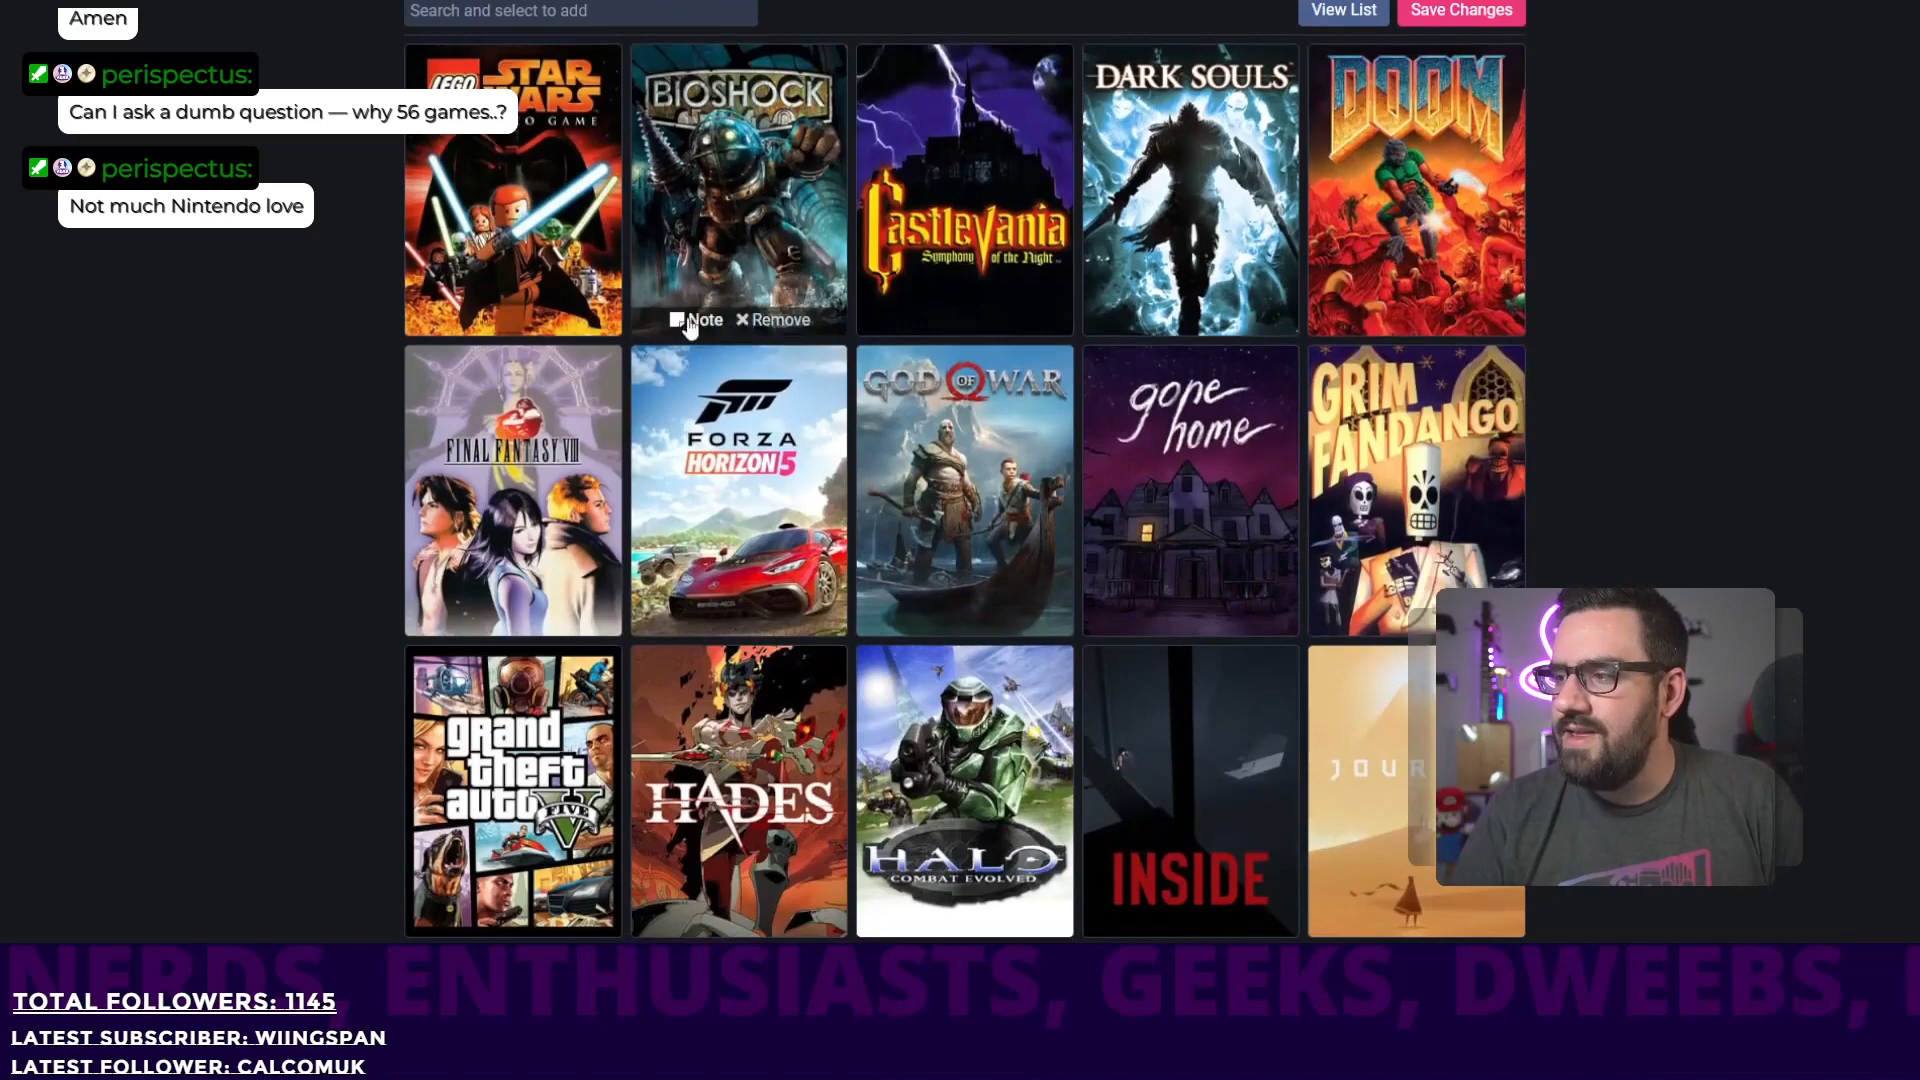 Amen
perispectus:
Can I ask a dumb question — why 56 games..?
perispectus:
Not much Nintendo love
Search and select to add
View List
Save Changes
LEGO STAR
WARS
O GAME
BIOSHOCK
Note
Remove
Castlevania
Symphony of the Night
DARK SOULS
DOOM
FINAL FANTASY VIII
FORZA
HORIZON 5
GOD OF WAR
gone
home
GRIM
FANDANGO
grand
theft
auto V
FIVE
HADES
HALO
COMBAT EVOLVED
INSIDE
JOUR
NERDS, ENTHUSIASTS, GEEKS, DWEEBS,
TOTAL FOLLOWERS: 1145
LATEST SUBSCRIBER: WIINGSPAN
LATEST FOLLOWER: CALCOMUK